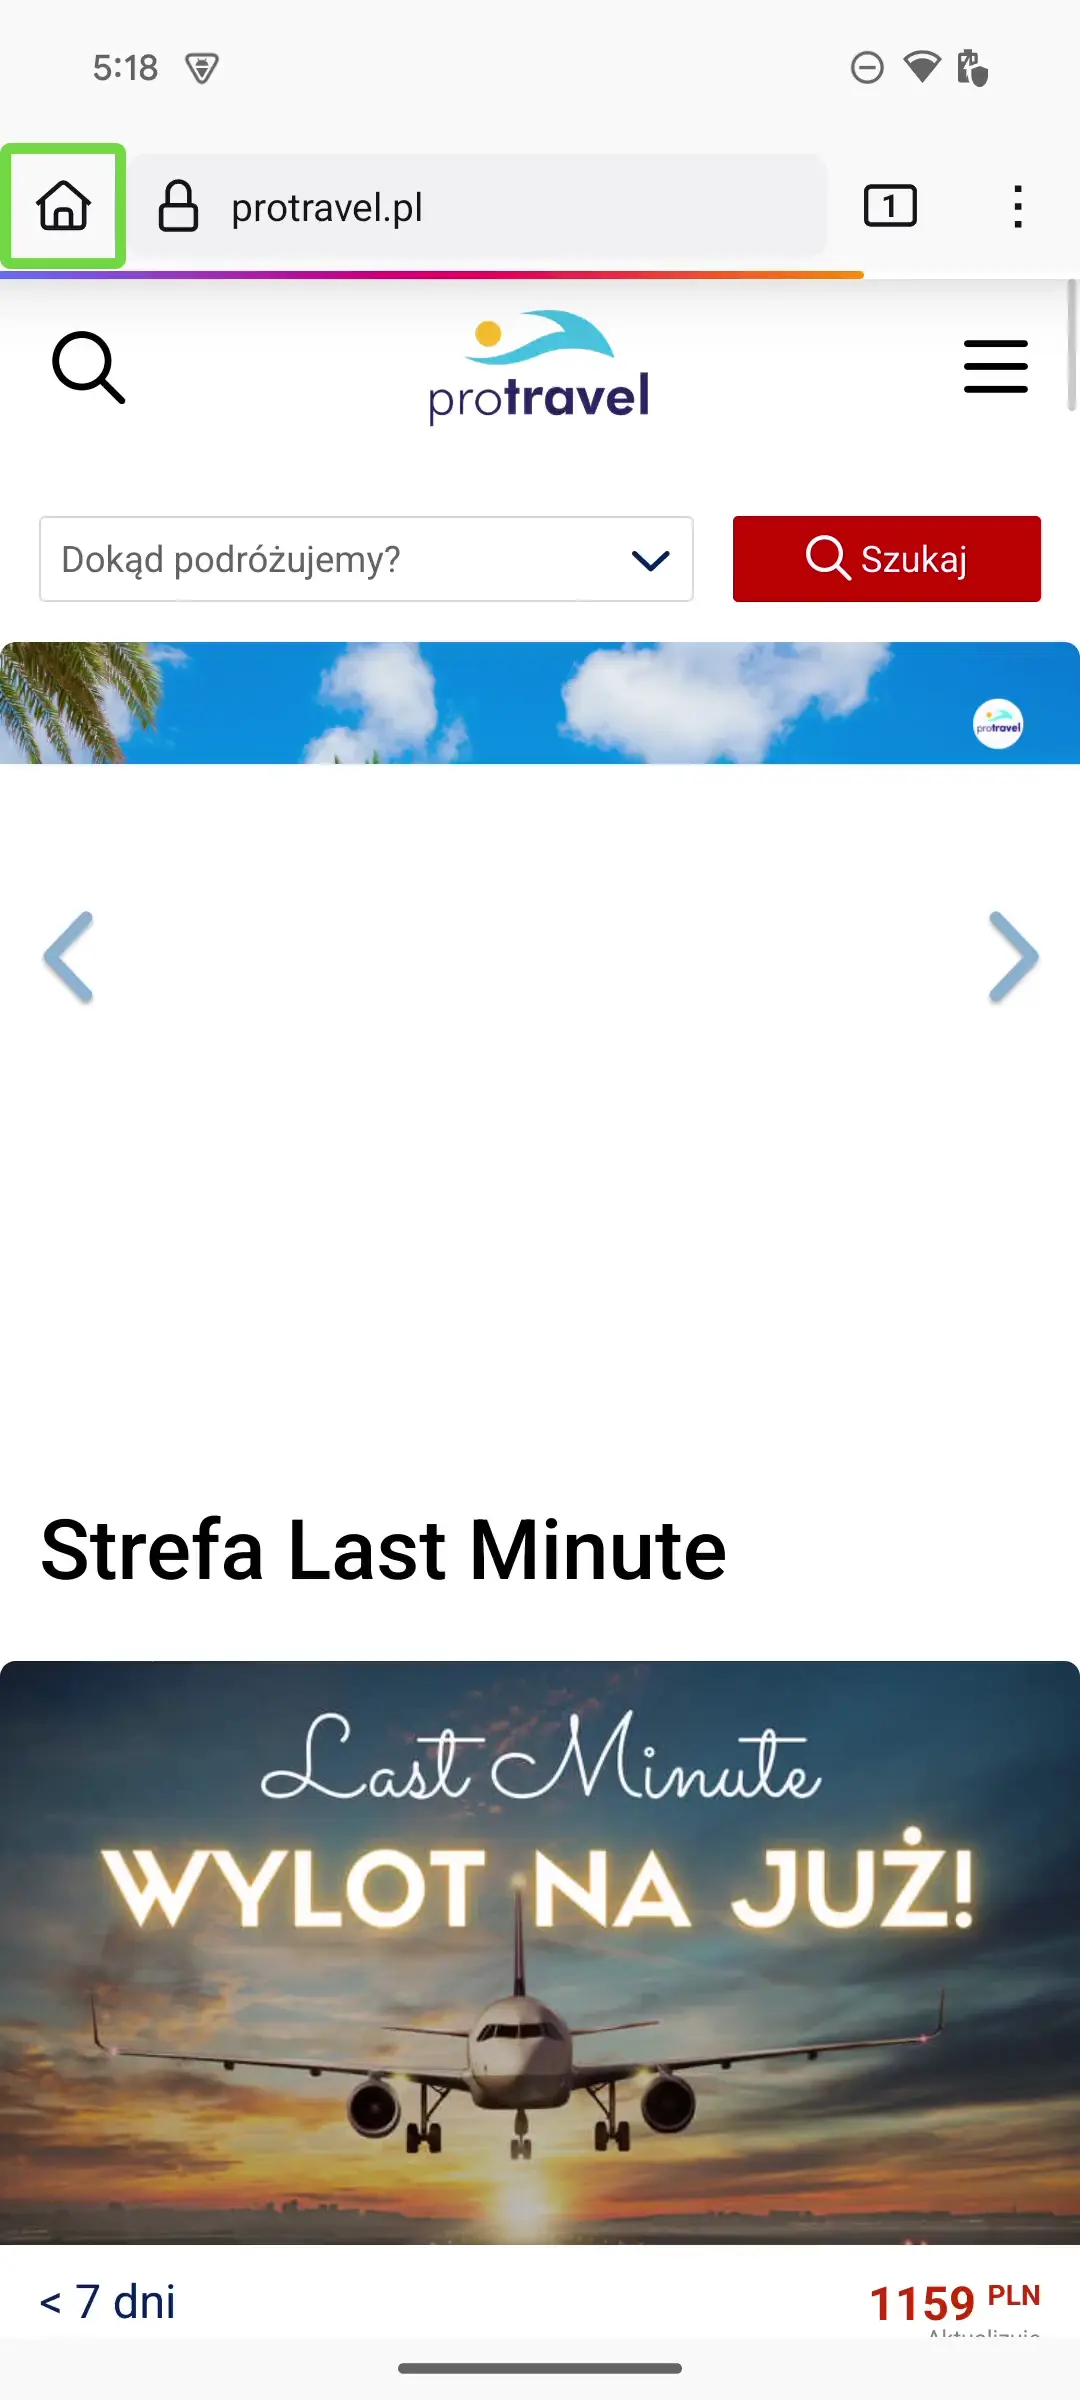 5:18
protravel.pl
1
protravel
Dokąd podróżujemy?
Szukaj
protravel
Strefa Last Minute
Last Minute
WYLOT NA JUŻ!
< 7 dni
1159 PLN